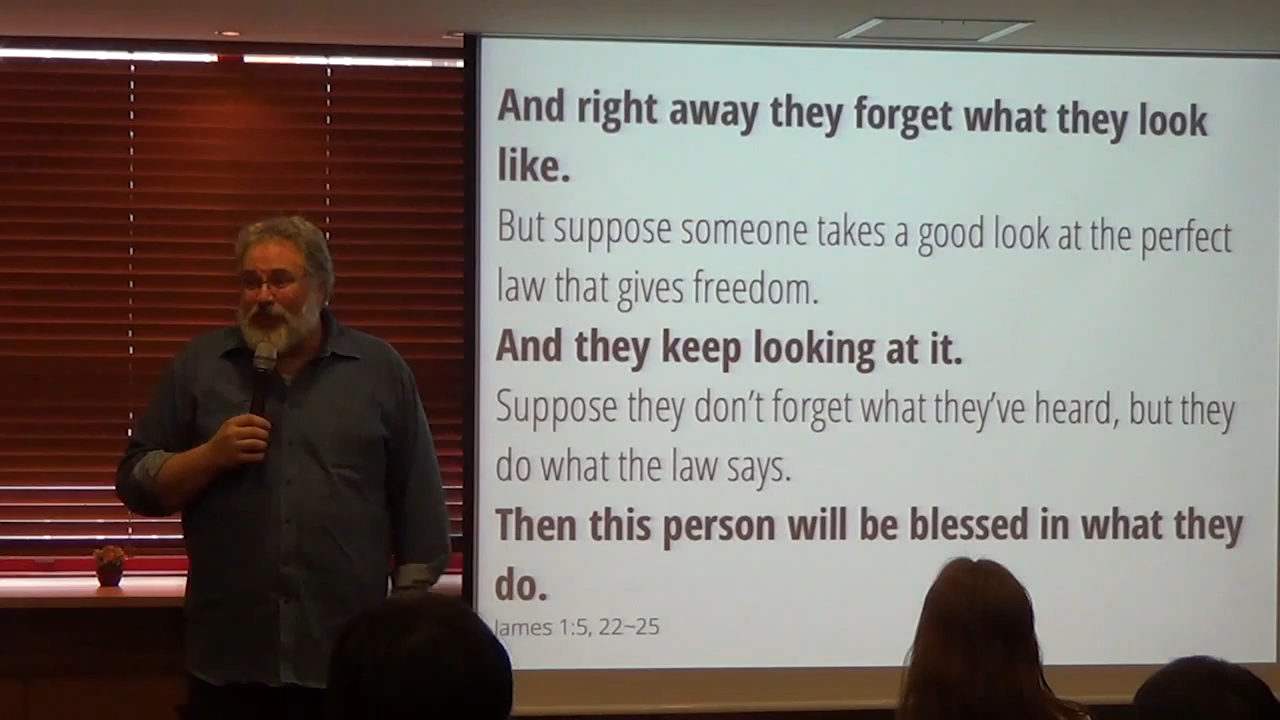 And right away they forget what they look
like.
But suppose someone takes a good look at the perfect
law that gives freedom.
And they keep looking at it.
Suppose they don't forget what they've heard, but they
do what the law says.
Then this person will be blessed in what they
do.
James 1:5, 22~25